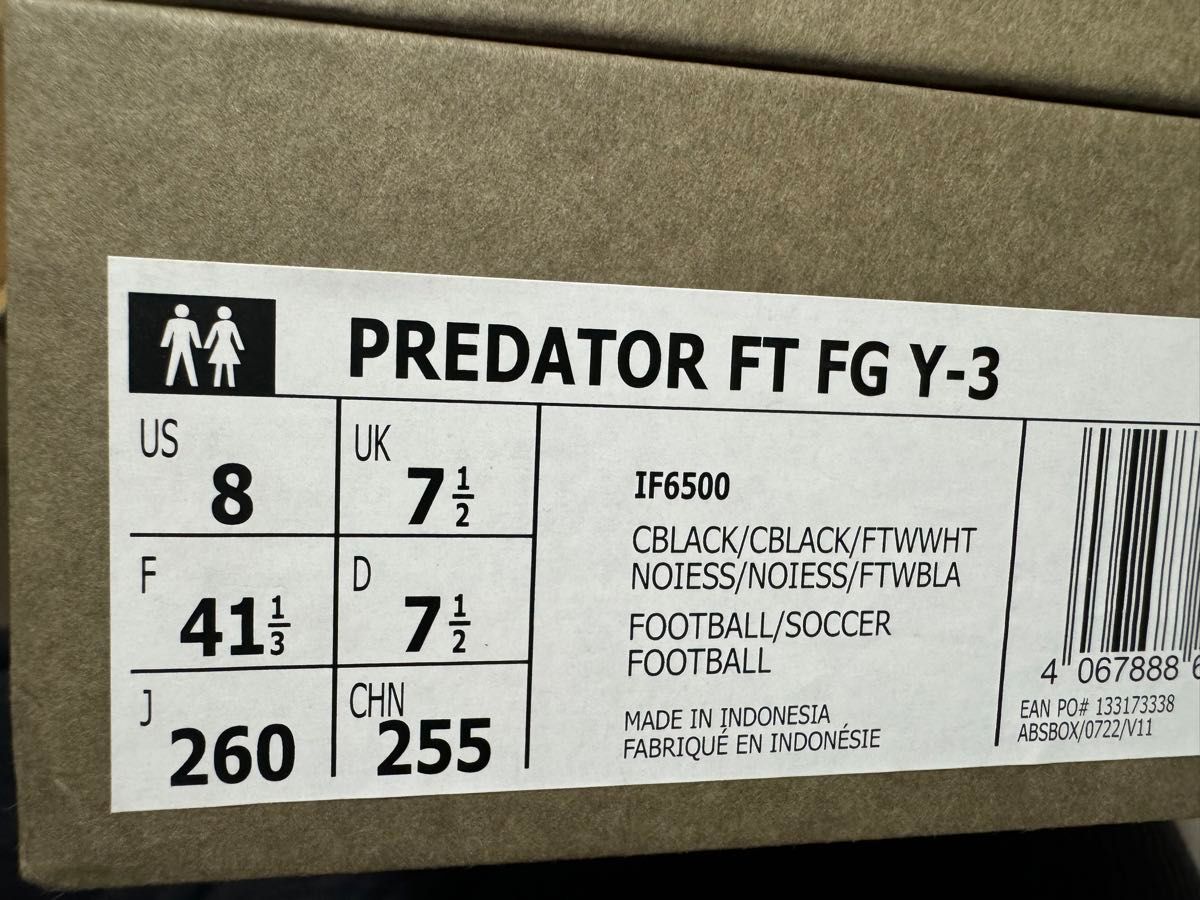 PREDATOR FT FG Y-3
US
8
UK
7 1/2
F
41 1/3
D
7 1/2
J
260
CHN
255
IF6500
CBLACK/CBLACK/FTWWHT
NOIESS/NOIESS/FTWBLA
FOOTBALL/SOCCER
FOOTBALL
MADE IN INDONESIA
FABRIQUÉ EN INDONÉSIE
4 067888
EAN PO# 133173338
ABSBOX/0722/V11